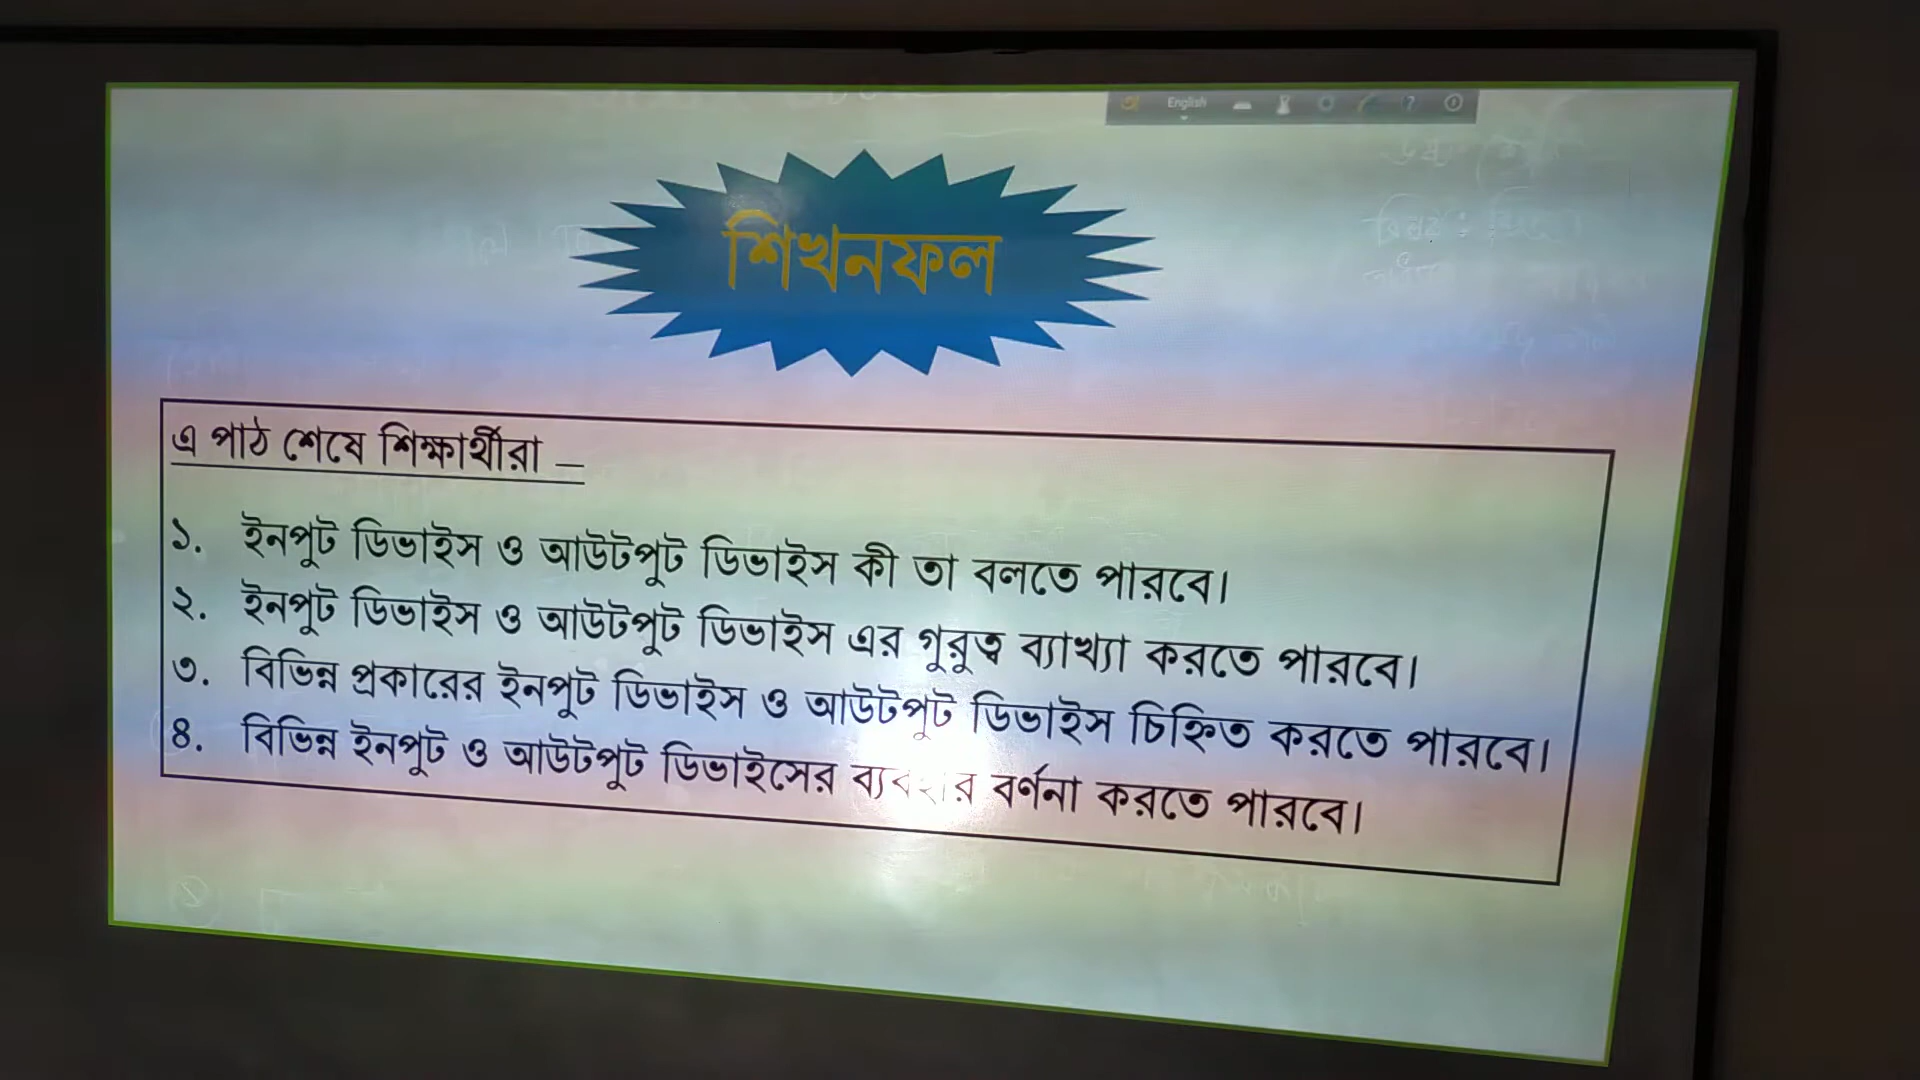 English
?
শিখনফল
এ পাঠ শেষে শিক্ষার্থীরা –
১. ইনপুট ডিভাইস ও আউটপুট ডিভাইস কী তা বলতে পারবে।
২. ইনপুট ডিভাইস ও আউটপুট ডিভাইস এর গুরুত্ব ব্যাখ্যা করতে পারবে।
৩. বিভিন্ন প্রকারের ইনপুট ডিভাইস ও আউটপুট ডিভাইস চিহ্নিত করতে পারবে।
৪. বিভিন্ন ইনপুট ও আউটপুট ডিভাইসের ব্যবহার বর্ণনা করতে পারবে।